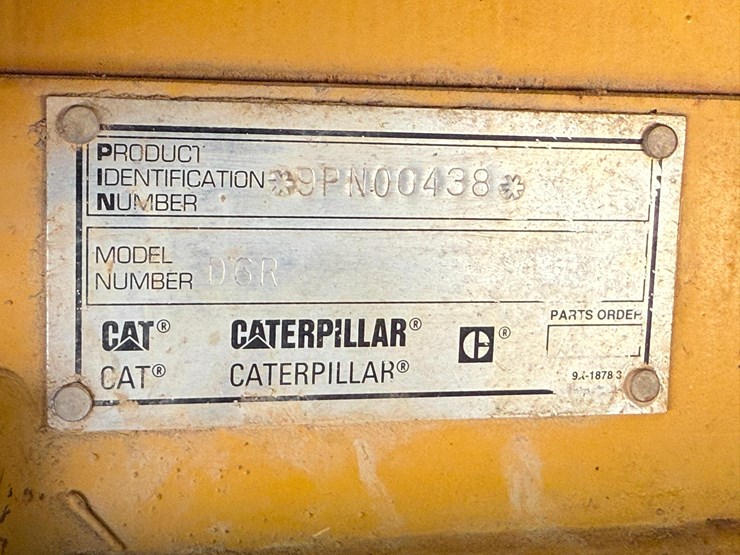 PRODUCT
IDENTIFICATION *9PN00438*
NUMBER
MODEL
NUMBER D6R
CAT® CATERPILLAR® ®
CAT® CATERPILLAR®
PARTS ORDER